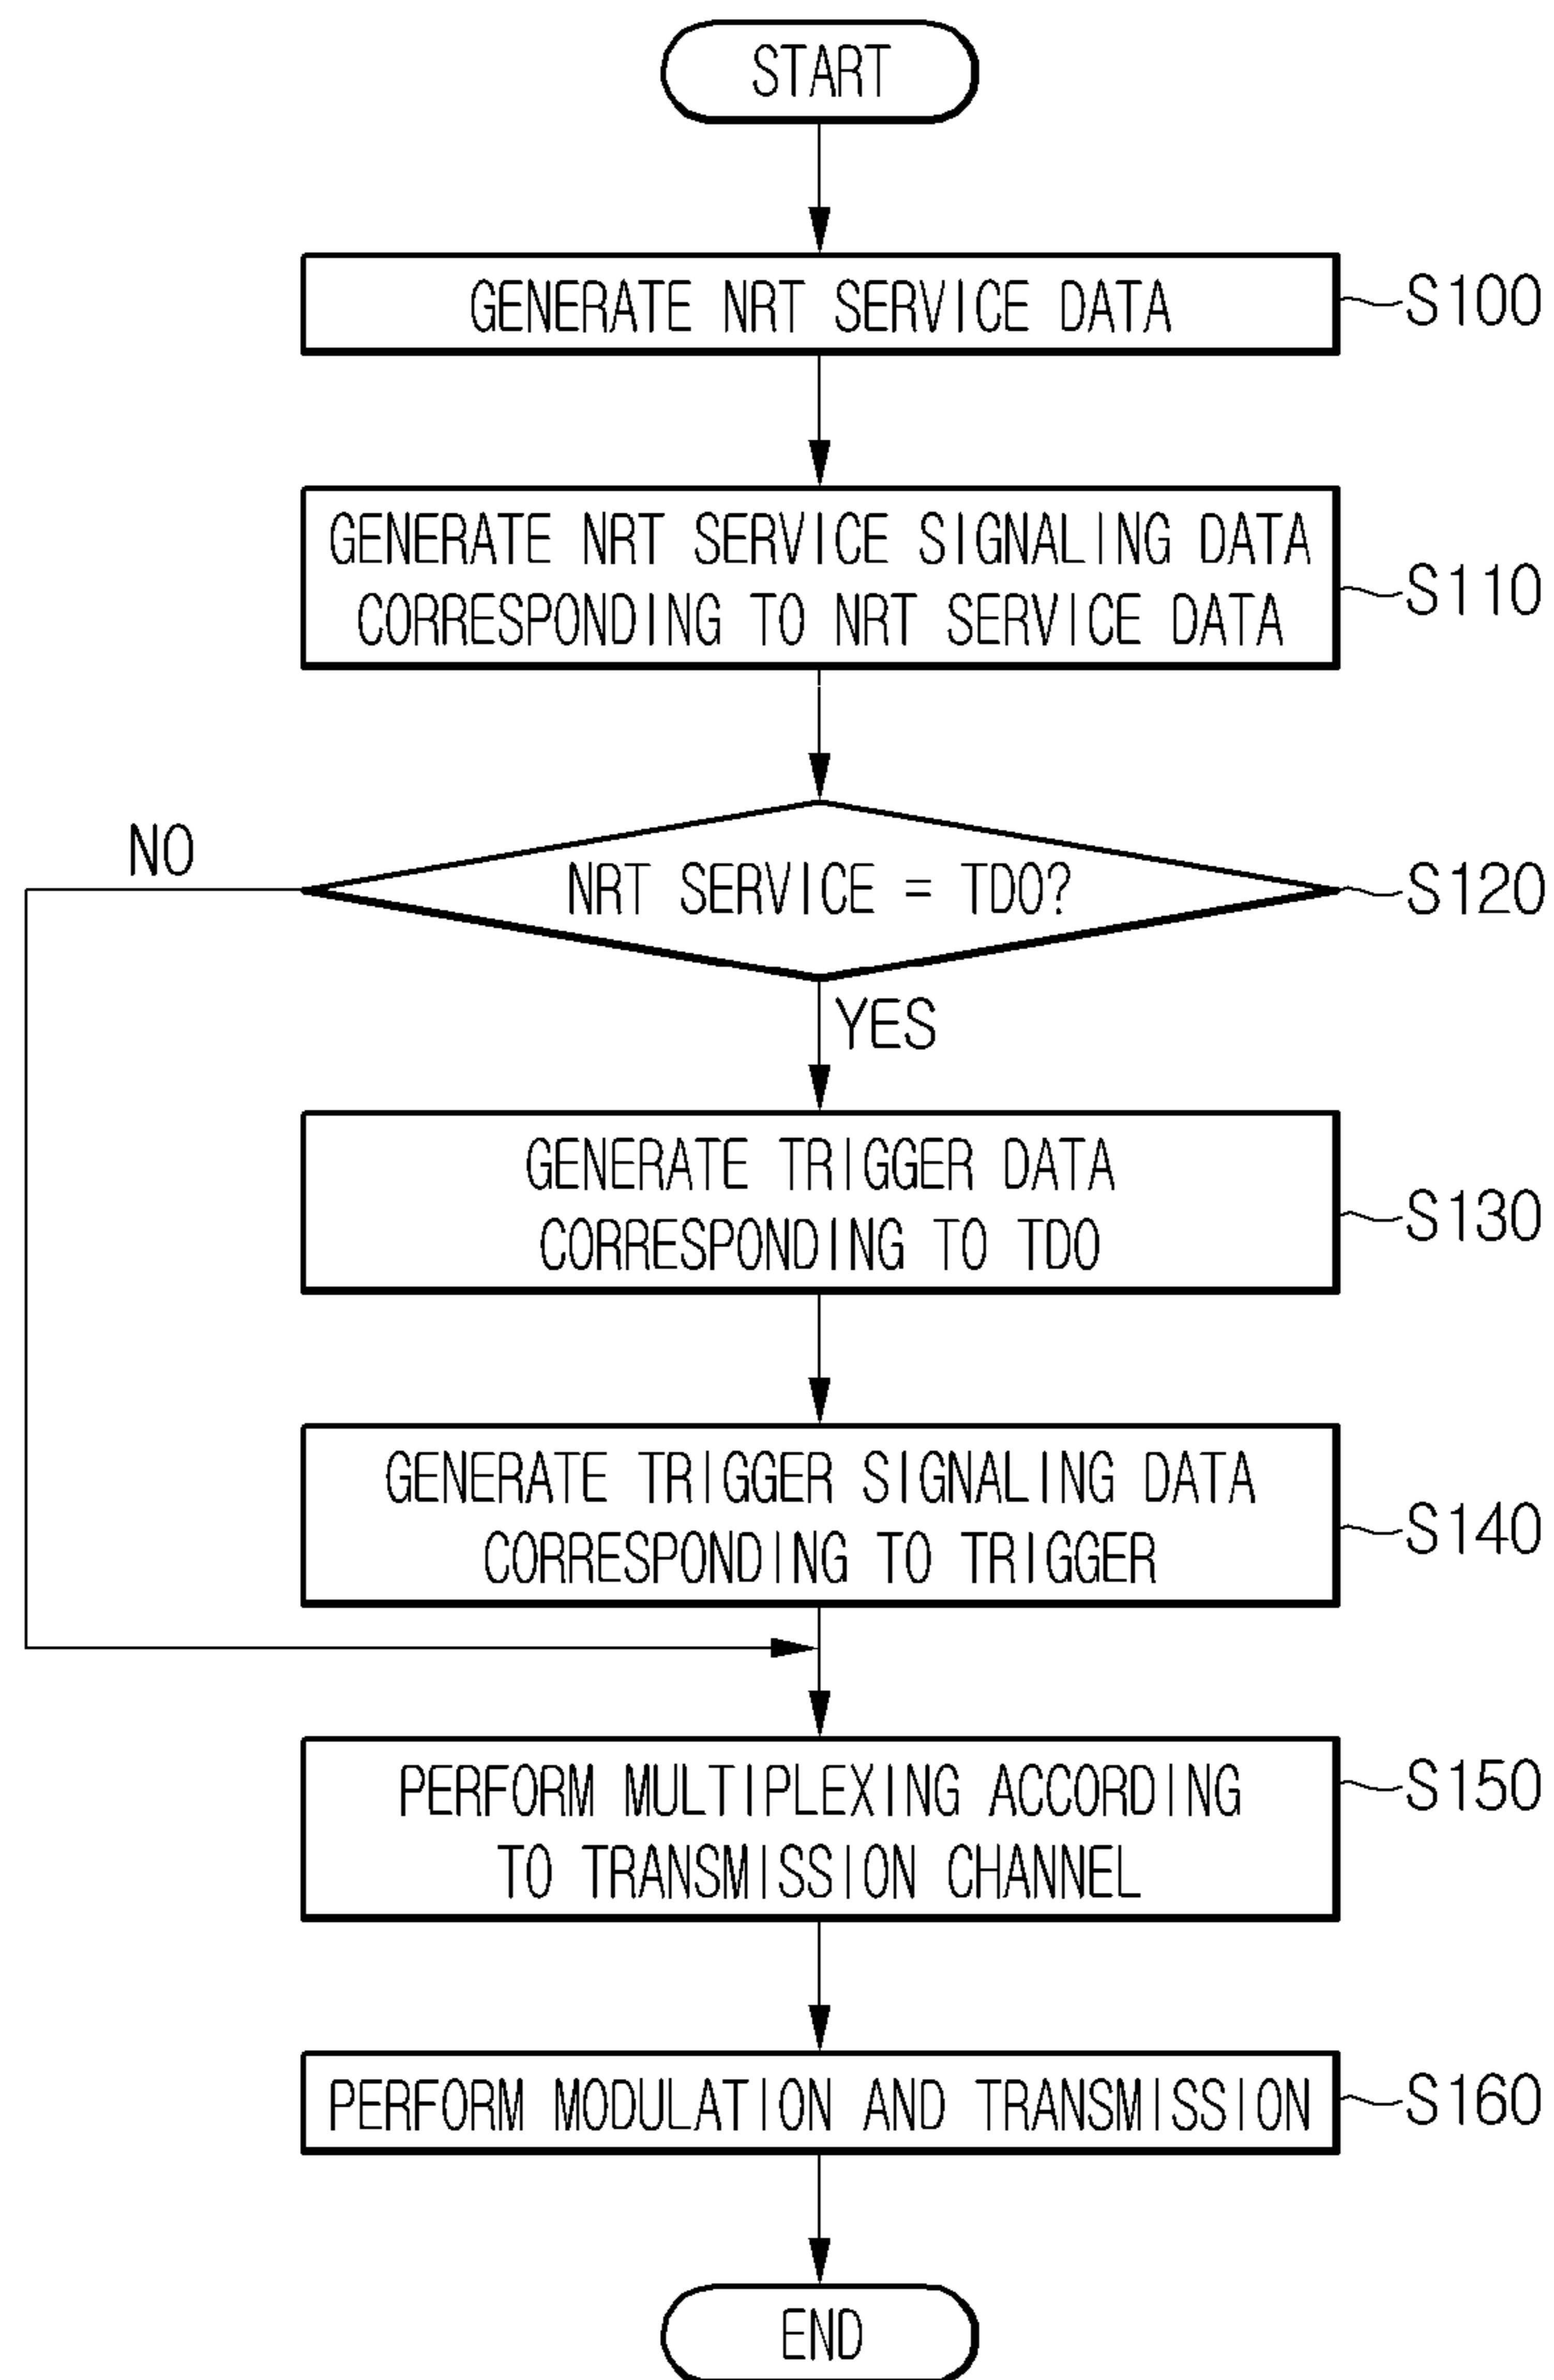 START
GENERATE NRT SERVICE DATA
S100
GENERATE NRT SERVICE SIGNALING DATA
CORRESPONDING TO NRT SERVICE DATA
S110
NO
NRT SERVICE = TDO?
S120
YES
GENERATE TRIGGER DATA
CORRESPONDING TO TDO
S130
GENERATE TRIGGER SIGNALING DATA
CORRESPONDING TO TRIGGER
S140
PERFORM MULTIPLEXING ACCORDING
TO TRANSMISSION CHANNEL
S150
PERFORM MODULATION AND TRANSMISSION
S160
END